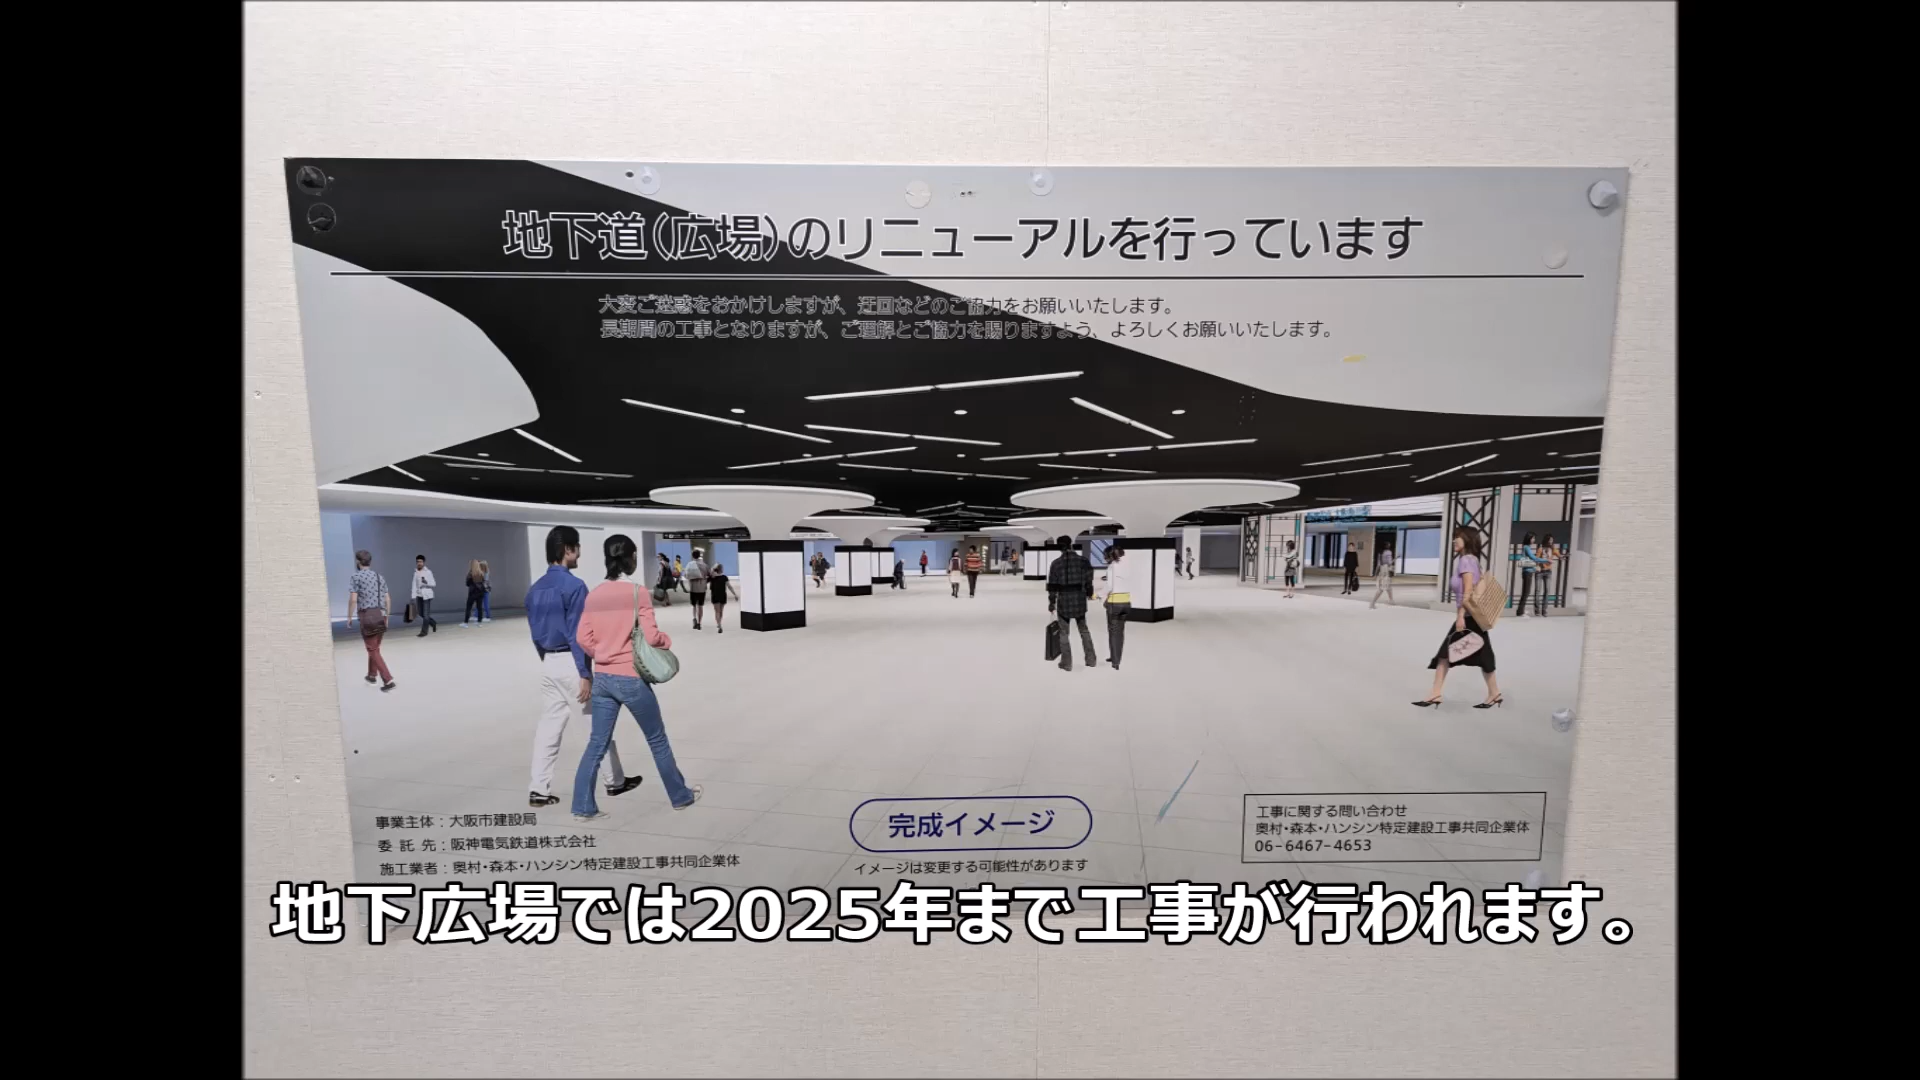 地下道(広場)のリニューアルを行っています
大変ご迷惑をおかけしますが、迂回などのご協力をお願いいたします。
長期間の工事となりますが、ご理解とご協力を賜りますよう、よろしくお願いいたします。
事業主体：大阪市建設局
委託先：阪神電気鉄道株式会社
施工業者：奥村・森本・ハンシン特定建設工事共同企業体
完成イメージ
イメージは変更する可能性があります
工事に関する問い合わせ
奥村・森本・ハンシン特定建設工事共同企業体
06-6467-4653
地下広場では2025年まで工事が行われます。